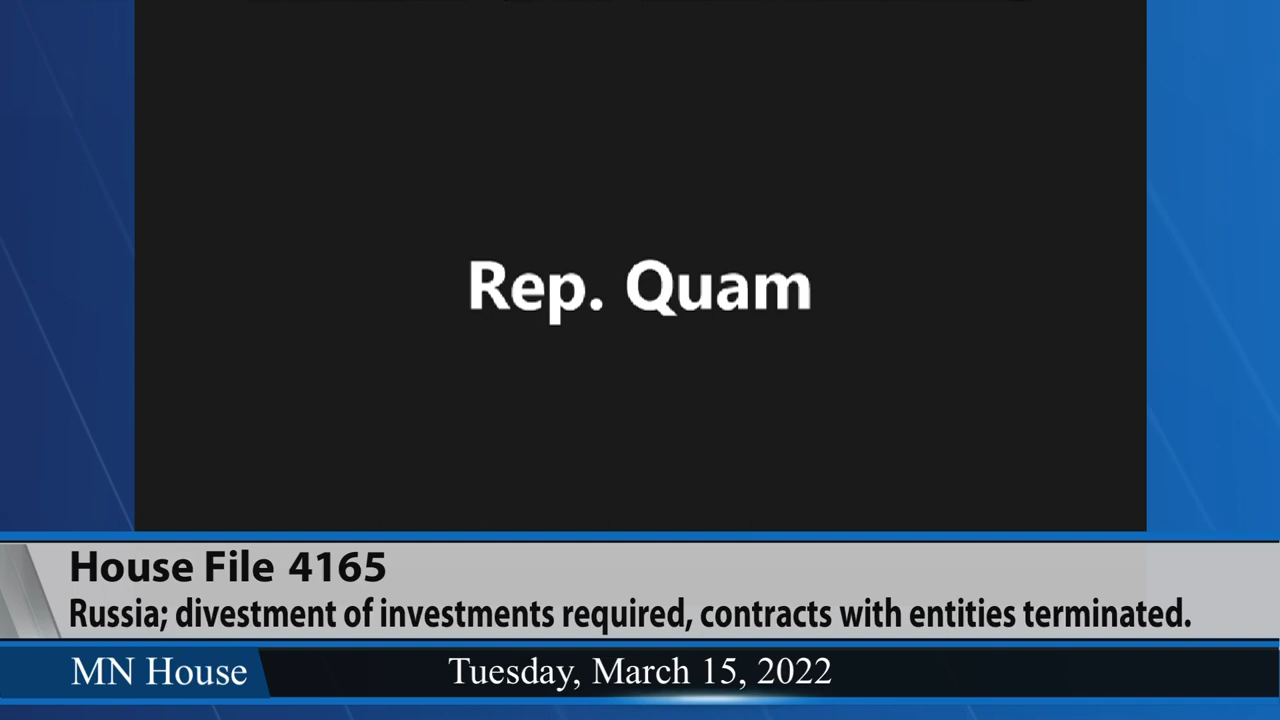 Rep. Quam
House File 4165
Russia; divestment of investments required, contracts with entities terminated.
MN House
Tuesday, March 15, 2022